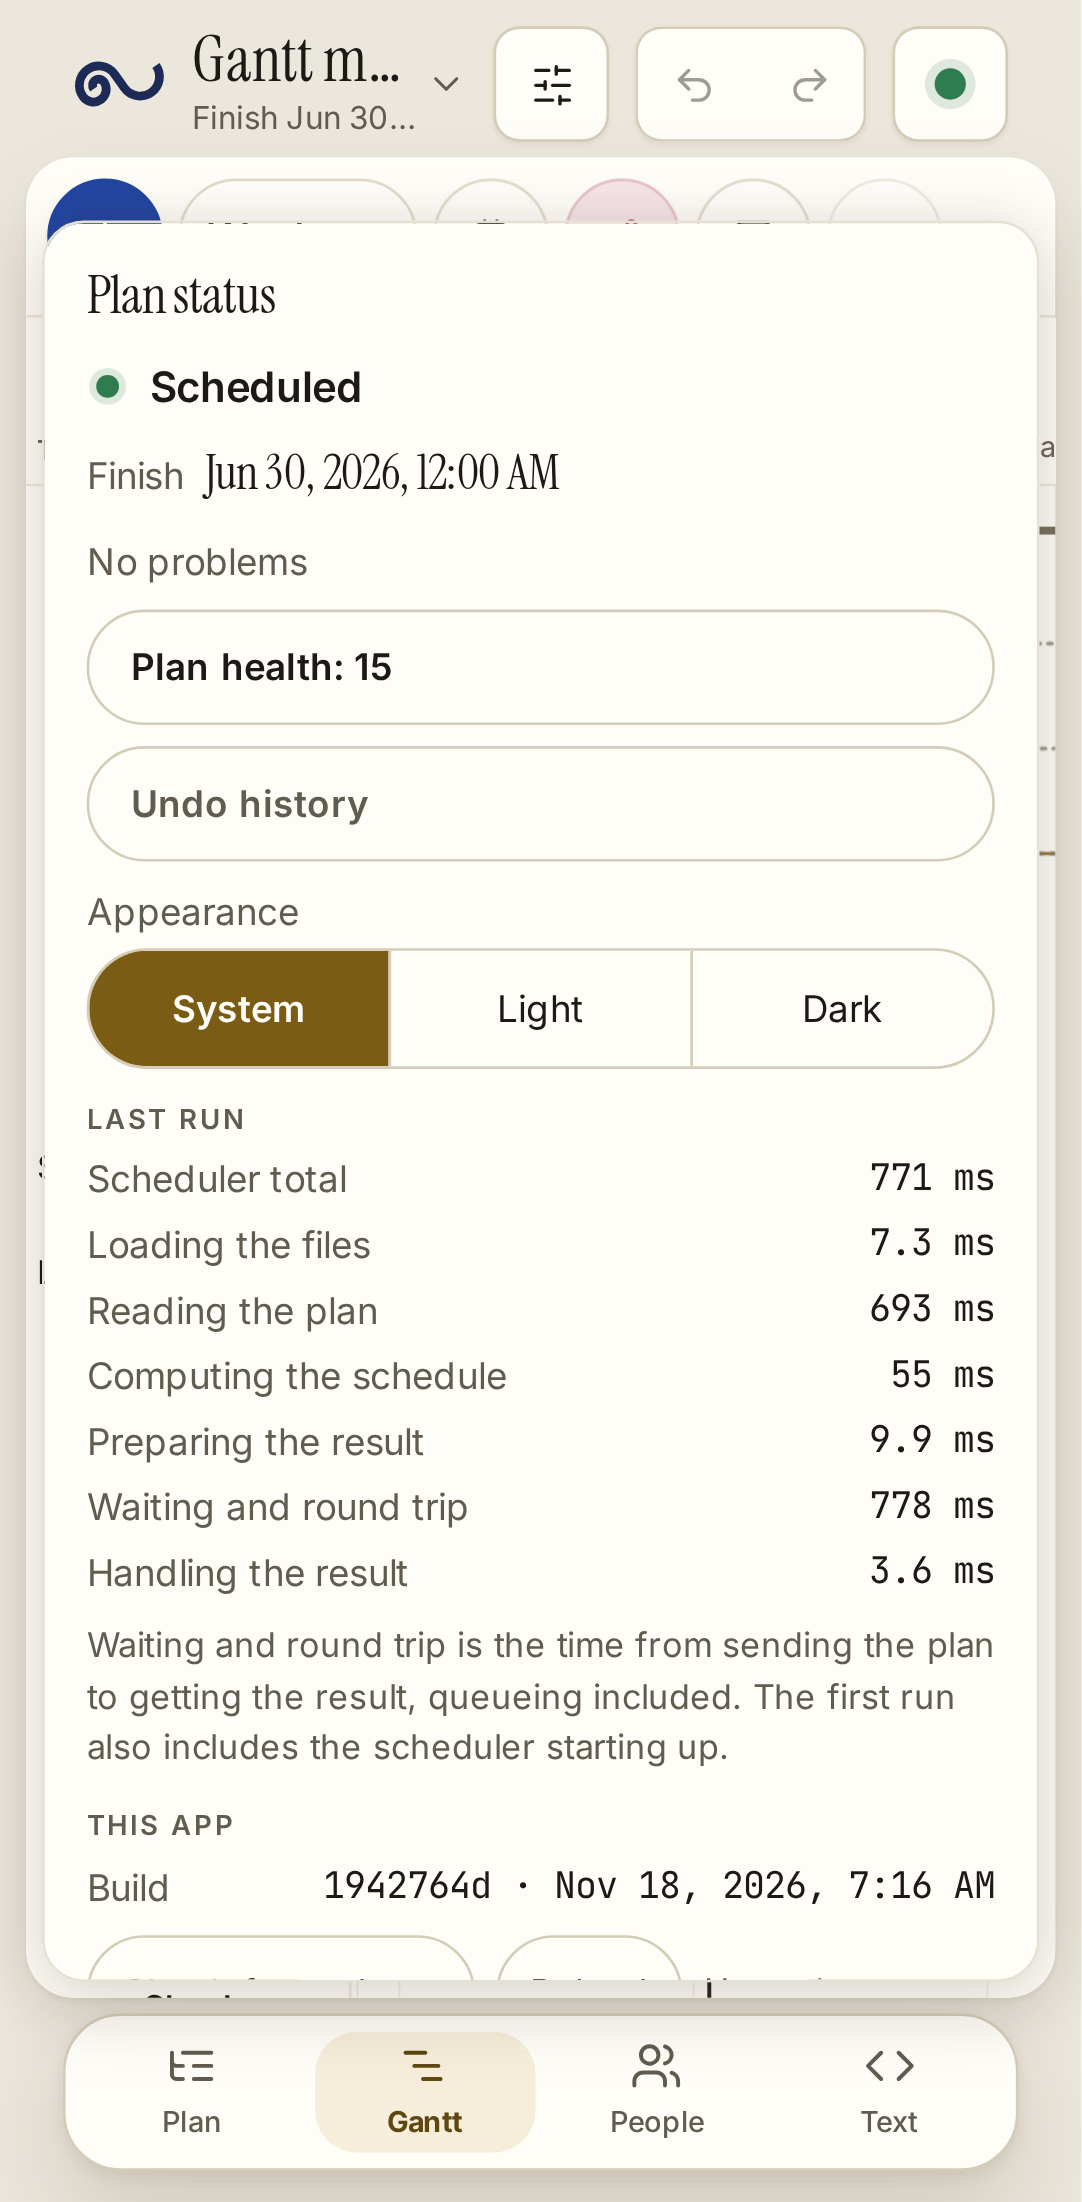 Gantt m...
Finish Jun 30...
Plan status
Scheduled
Finish Jun 30, 2026, 12:00 AM
No problems
Plan health: 15
Undo history
Appearance
System Light Dark
LAST RUN
Scheduler total 771 ms
Loading the files 7.3 ms
Reading the plan 693 ms
Computing the schedule 55 ms
Preparing the result 9.9 ms
Waiting and round trip 778 ms
Handling the result 3.6 ms
Waiting and round trip is the time from sending the plan
to getting the result, queueing included. The first run
also includes the scheduler starting up.
THIS APP
Build 1942764d · Nov 18, 2026, 7:16 AM
Plan Gantt People Text